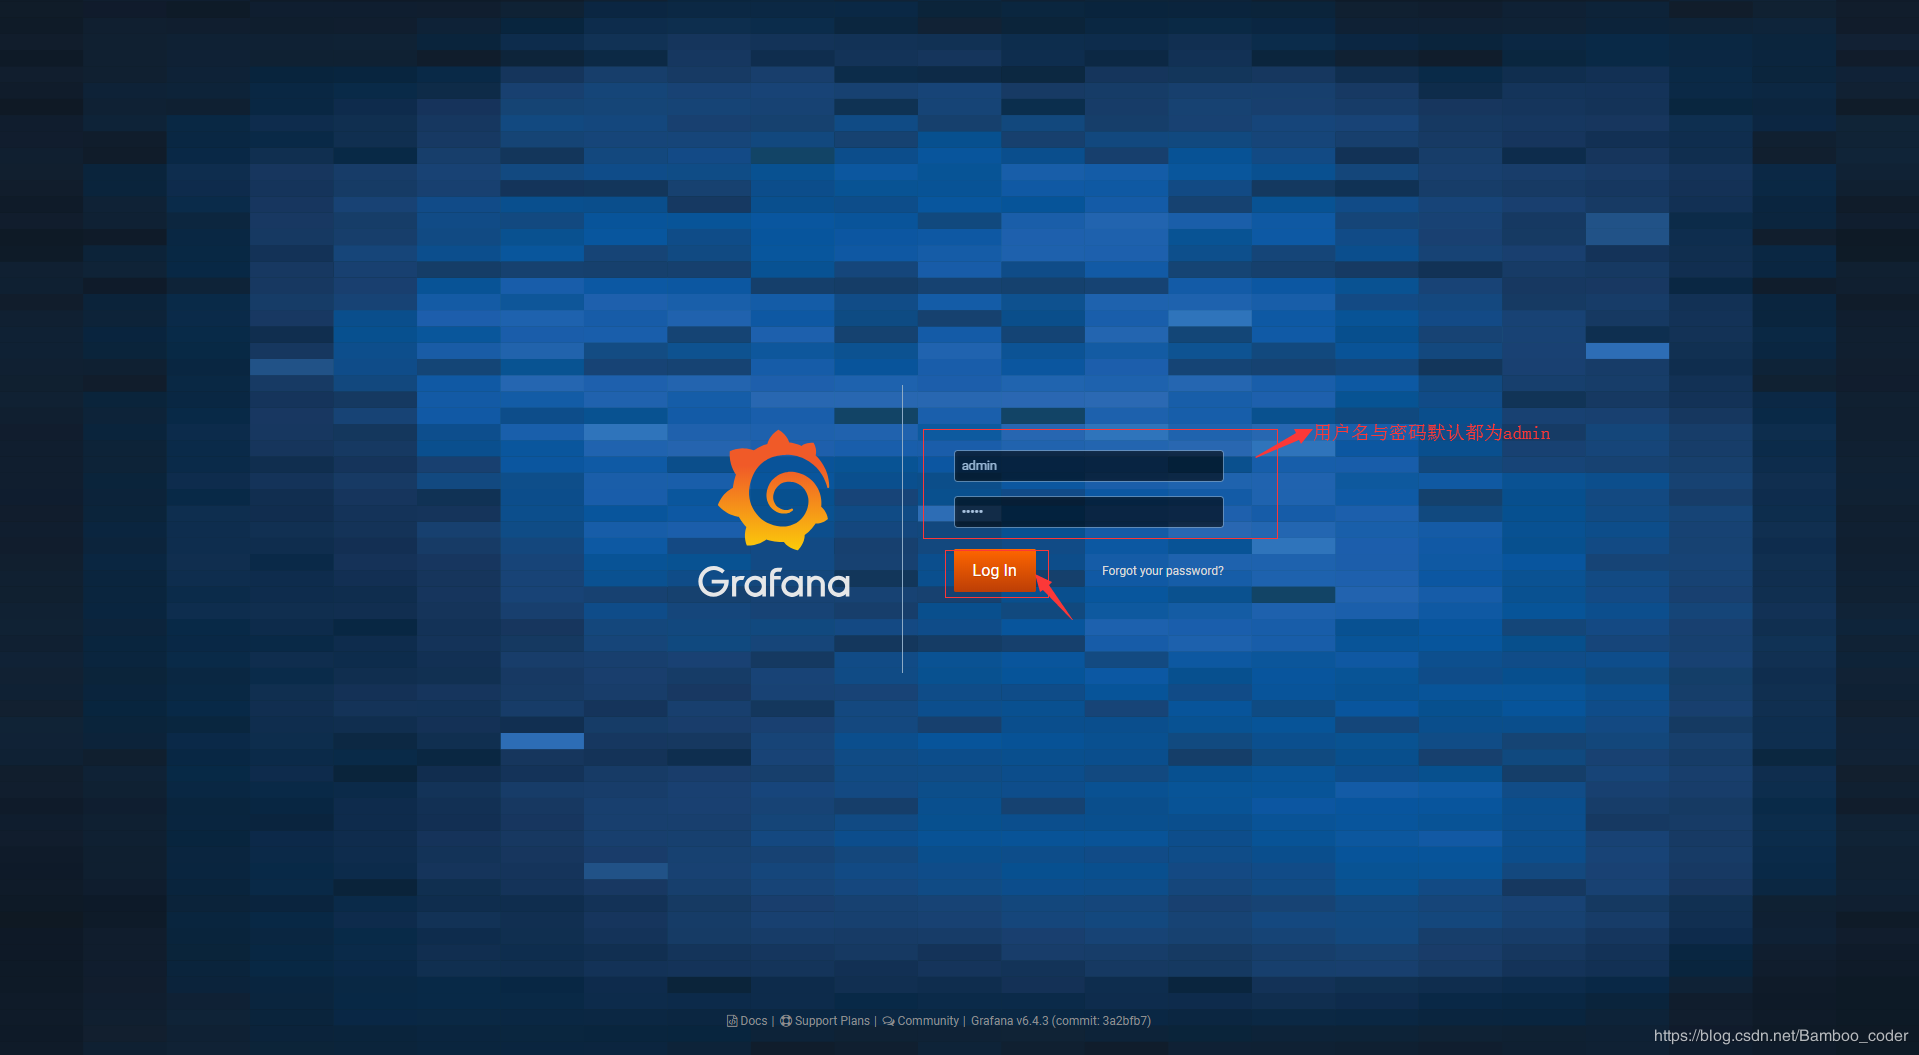 用户名与密码默认都为admin
admin
•••••
Grafana
Log In
Forgot your password?
Docs | Support Plans | Community | Grafana v6.4.3 (commit: 3a2bfb7)
https://blog.csdn.net/Bamboo_coder